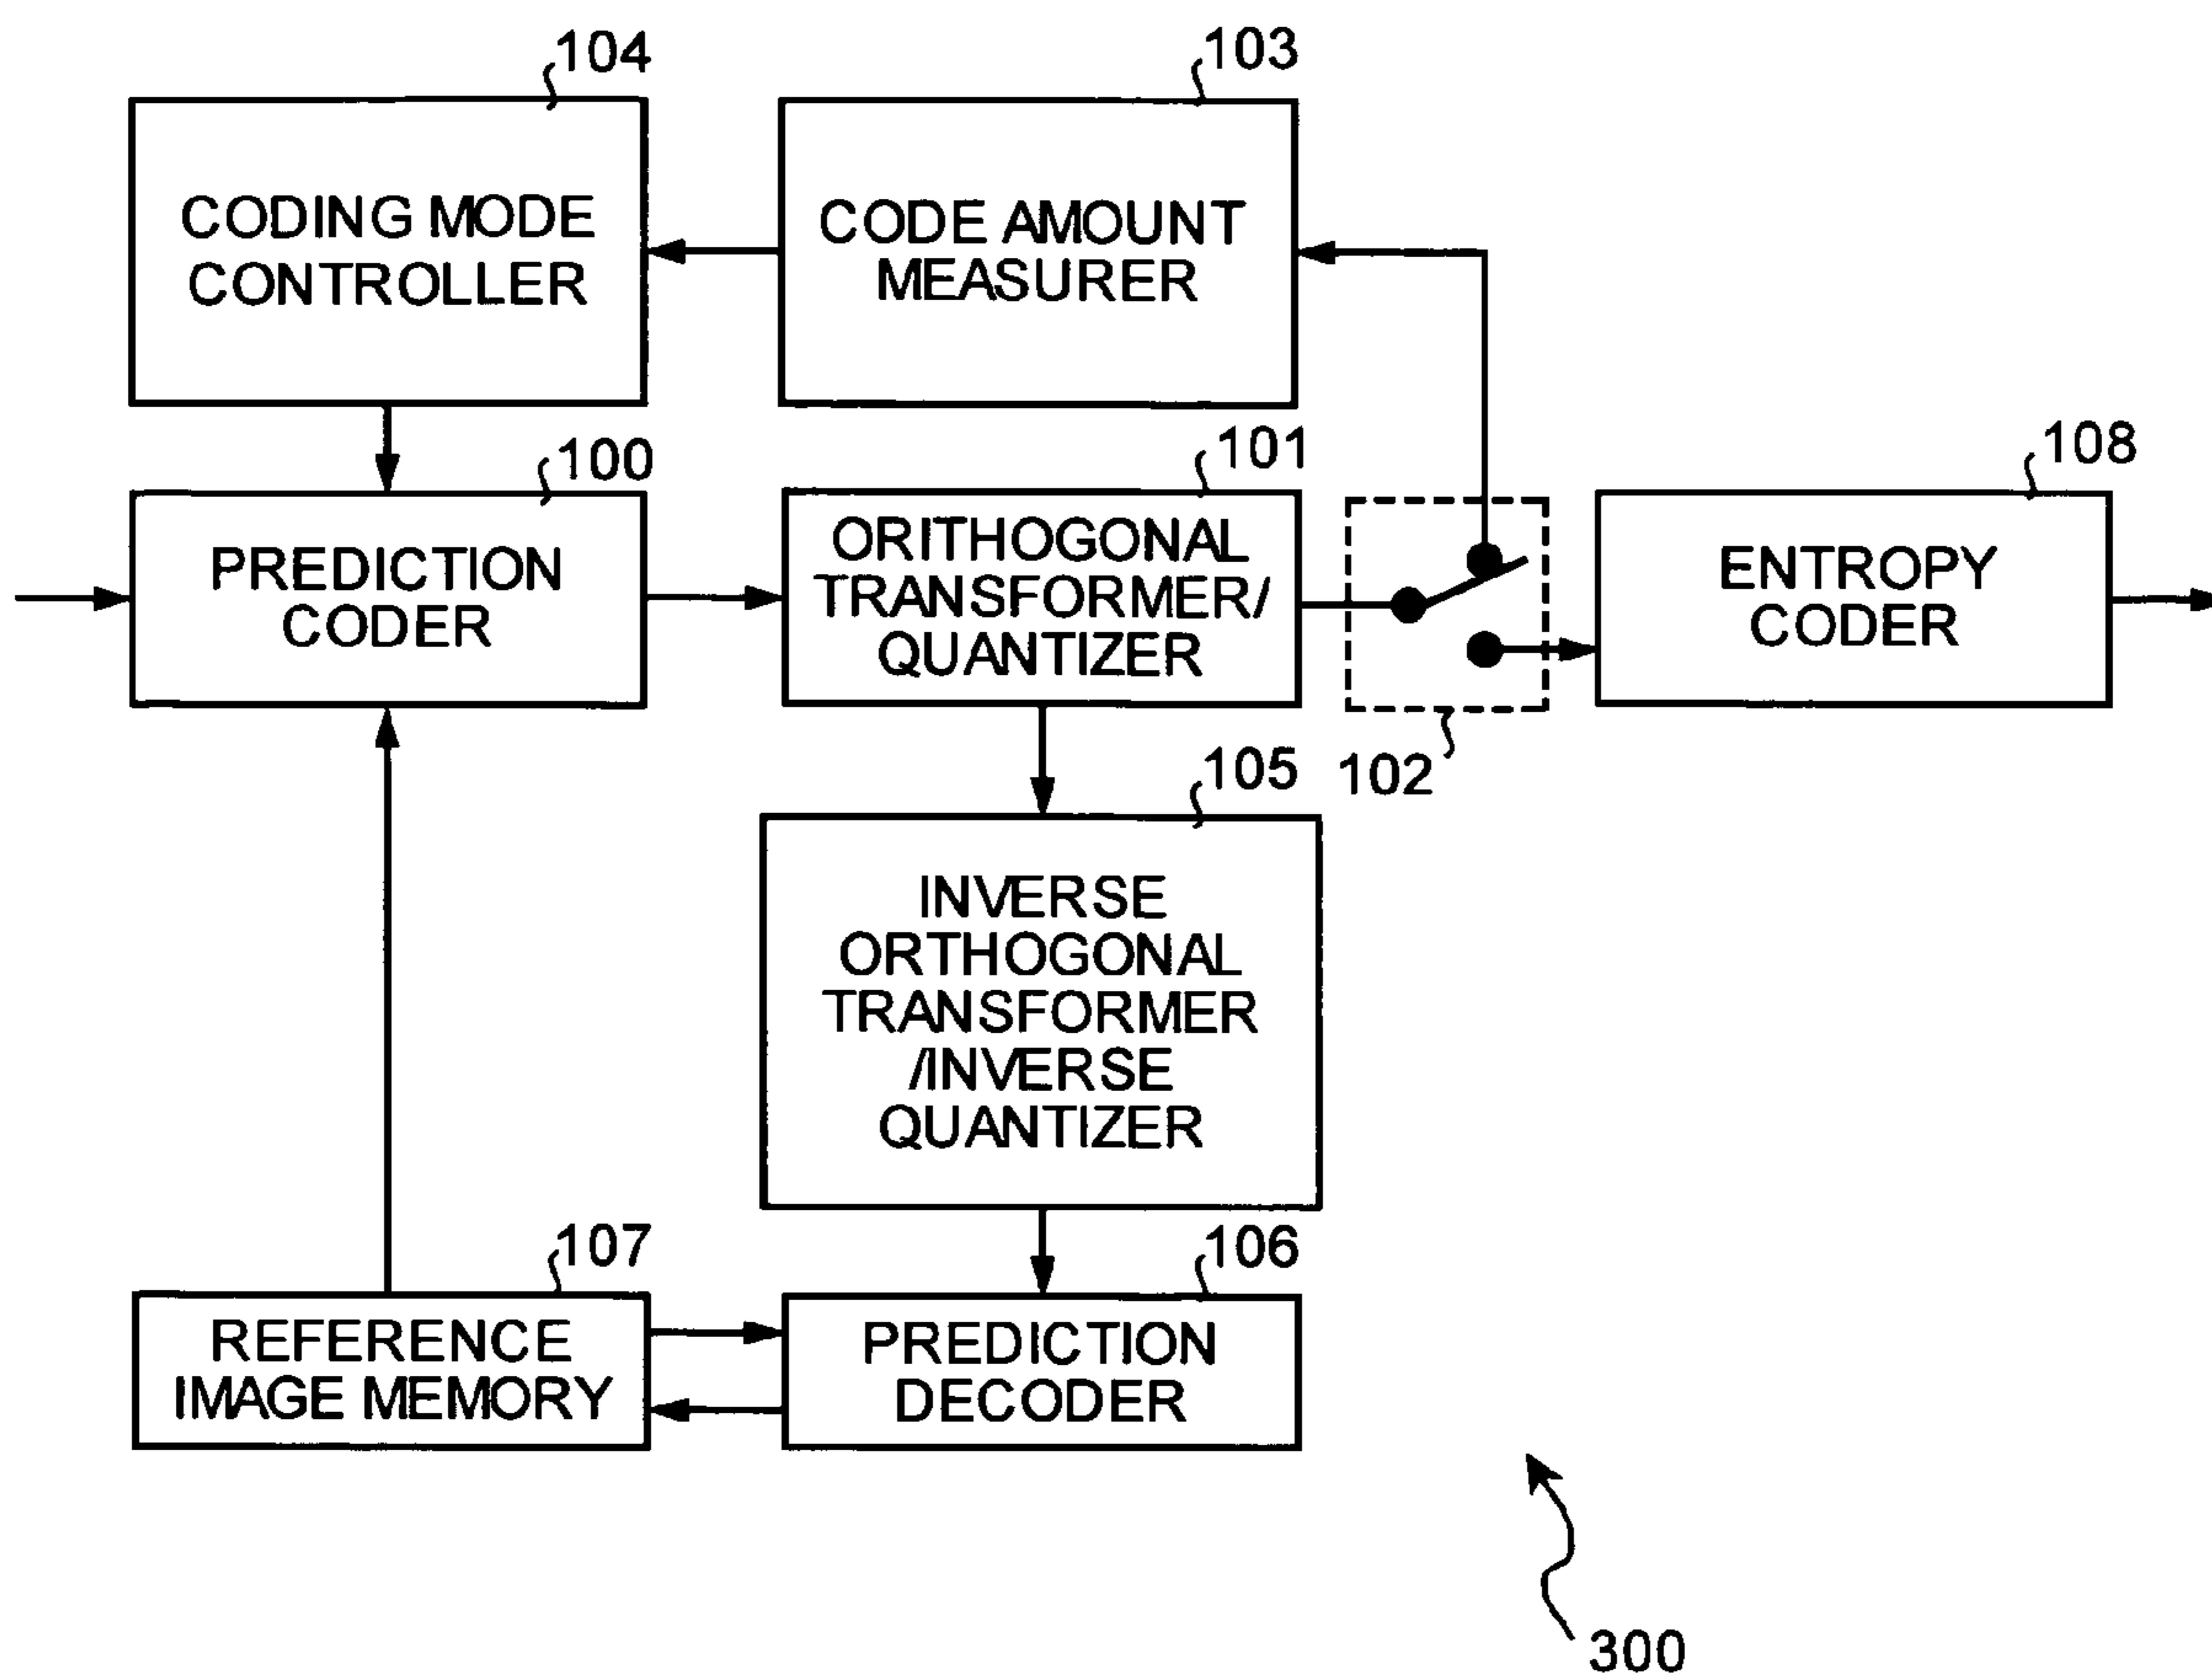 104
103
CODING MODE
CONTROLLER
CODE AMOUNT
MEASURER
100
101
108
PREDICTION
CODER
ORITHOGONAL
TRANSFORMER/
QUANTIZER
ENTROPY
CODER
102
105
INVERSE
ORTHOGONAL
TRANSFORMER
/INVERSE
QUANTIZER
107
106
REFERENCE
IMAGE MEMORY
PREDICTION
DECODER
300